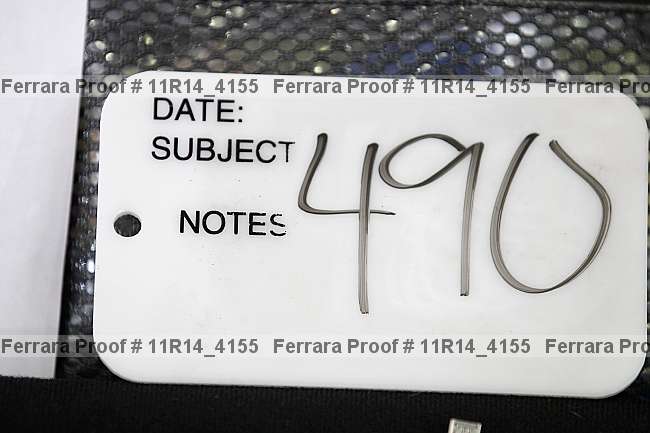 Ferrara Proof # 11R14_4155 Ferrara Proof # 11R14_4155 Ferrara Pro
DATE:
SUBJECT 490
NOTES
Ferrara Proof # 11R14_4155 Ferrara Proof # 11R14_4155 Ferrara Pro